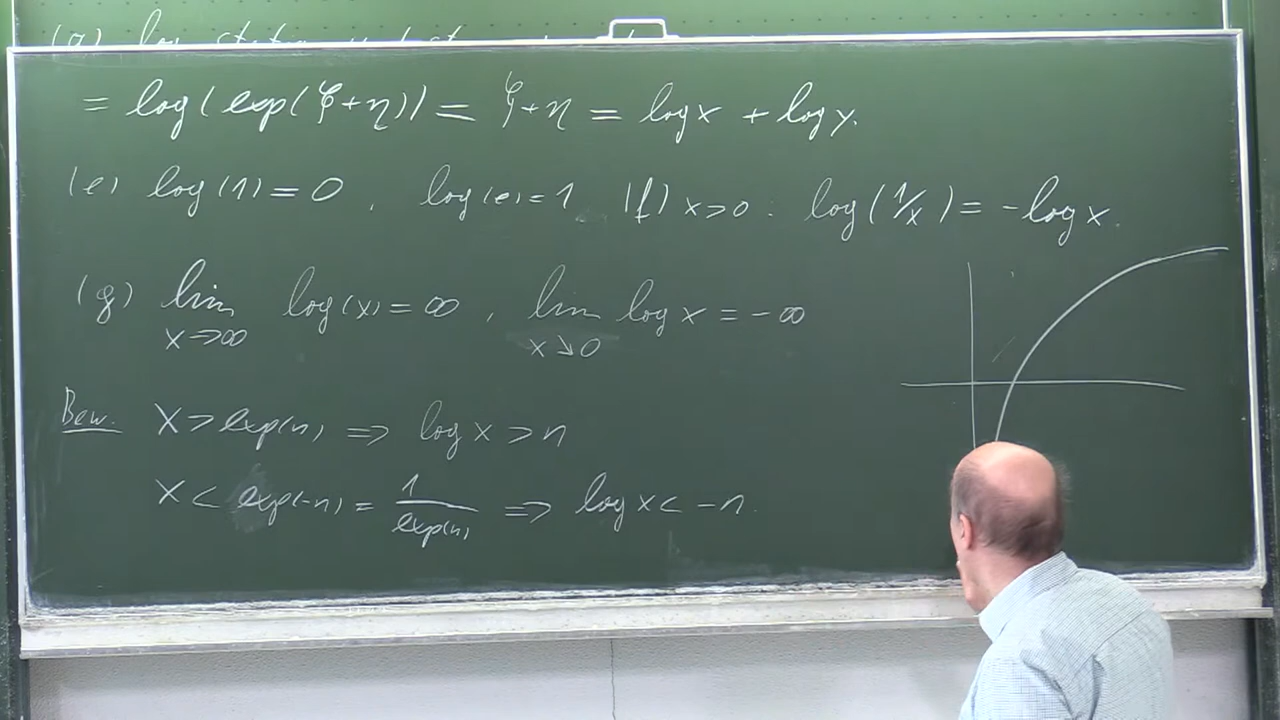 (a) log
= log(exp(ξ+η)) = ξ+η = log x + log y.
(e) log(1) = 0, log(e) = 1 (f) x>0: log(1/x) = -log x.
(g) lim x→∞ log(x) = ∞, lim x↘0 log x = -∞
Bew. x > exp(n) ⇒ log x > n
x < exp(-n) = 1/exp(n) ⇒ log x < -n.